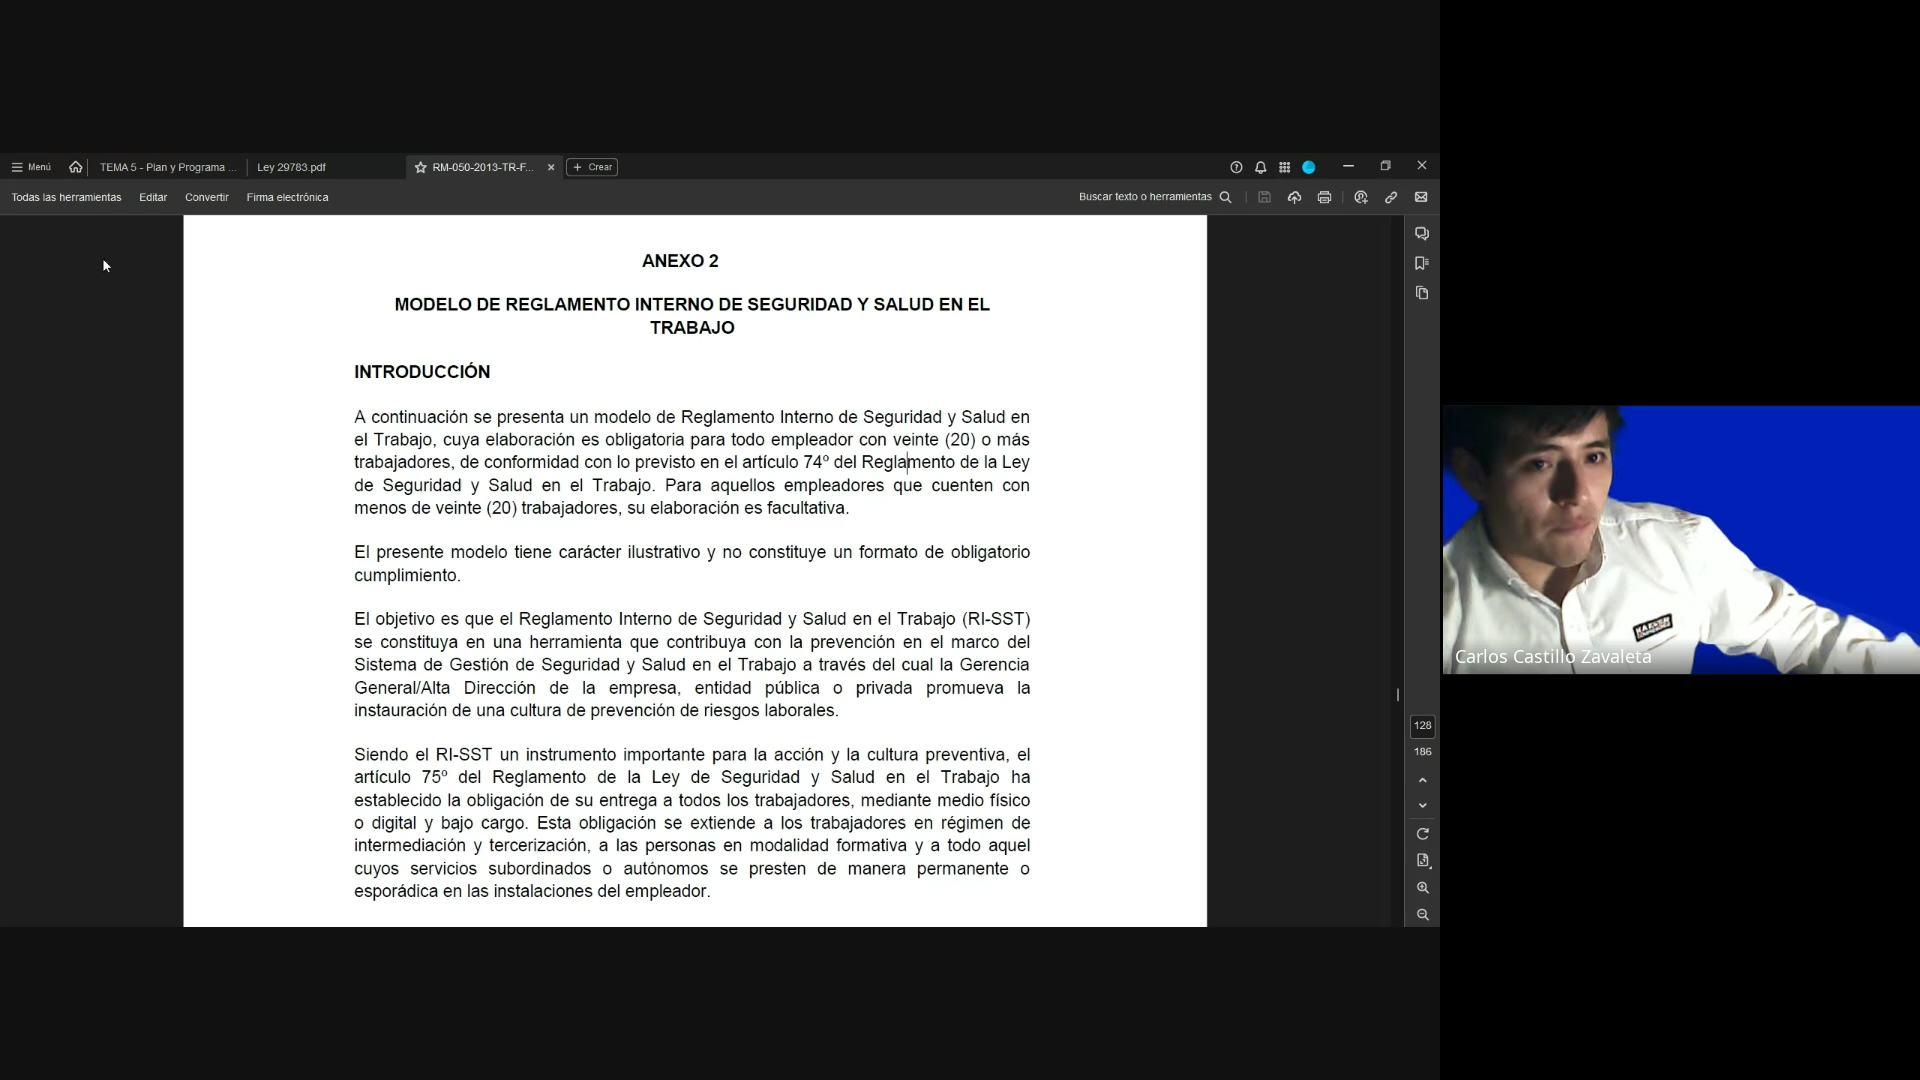 Menú
TEMA 5 - Plan y Programa ...
Ley 29783.pdf
RM-050-2013-TR-F...
Crear
Todas las herramientas
Editar
Convertir
Firma electrónica
Buscar texto o herramientas
ANEXO 2
MODELO DE REGLAMENTO INTERNO DE SEGURIDAD Y SALUD EN EL
TRABAJO
INTRODUCCIÓN
A continuación se presenta un modelo de Reglamento Interno de Seguridad y Salud en
el Trabajo, cuya elaboración es obligatoria para todo empleador con veinte (20) o más
trabajadores, de conformidad con lo previsto en el artículo 74º del Reglamento de la Ley
de Seguridad y Salud en el Trabajo. Para aquellos empleadores que cuenten con
menos de veinte (20) trabajadores, su elaboración es facultativa.
El presente modelo tiene carácter ilustrativo y no constituye un formato de obligatorio
cumplimiento.
El objetivo es que el Reglamento Interno de Seguridad y Salud en el Trabajo (RI-SST)
se constituya en una herramienta que contribuya con la prevención en el marco del
Sistema de Gestión de Seguridad y Salud en el Trabajo a través del cual la Gerencia
General/Alta Dirección de la empresa, entidad pública o privada promueva la
instauración de una cultura de prevención de riesgos laborales.
Siendo el RI-SST un instrumento importante para la acción y la cultura preventiva, el
artículo 75º del Reglamento de la Ley de Seguridad y Salud en el Trabajo ha
establecido la obligación de su entrega a todos los trabajadores, mediante medio físico
o digital y bajo cargo. Esta obligación se extiende a los trabajadores en régimen de
intermediación y tercerización, a las personas en modalidad formativa y a todo aquel
cuyos servicios subordinados o autónomos se presten de manera permanente o
esporádica en las instalaciones del empleador.
128
186
Carlos Castillo Zavaleta